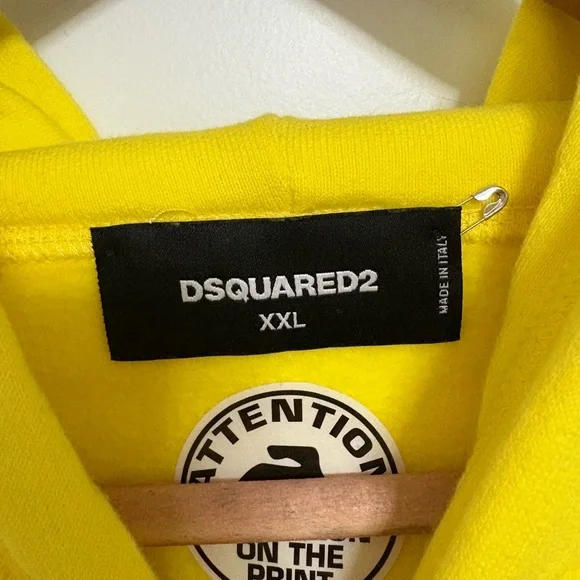 DSQUARED2
XXL
MADE IN ITALY
ATTENTION
ON THE
PRINT